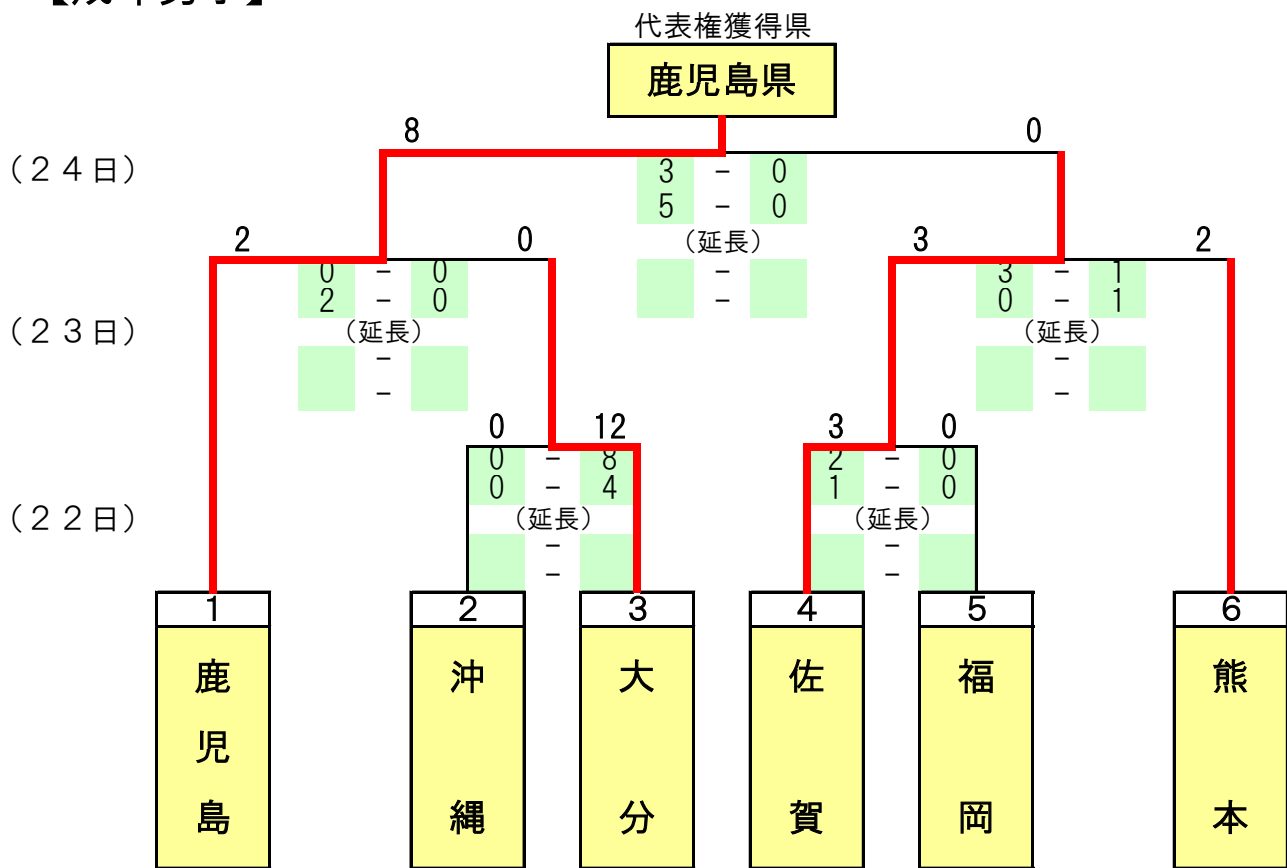 代表権獲得県
鹿児島県
8 0
(24日)
3 - 0
5 - 0
(延長)
-
-
2 0
0 - 0
2 - 0
(延長)
-
-
3 2
3 - 1
0 - 1
(延長)
-
-
(23日)
0 12
0 - 8
0 - 4
(延長)
-
-
3 0
2 - 0
1 - 0
(延長)
-
-
(22日)
1 2 3 4 5 6
鹿児島
沖縄
大分
佐賀
福岡
熊本